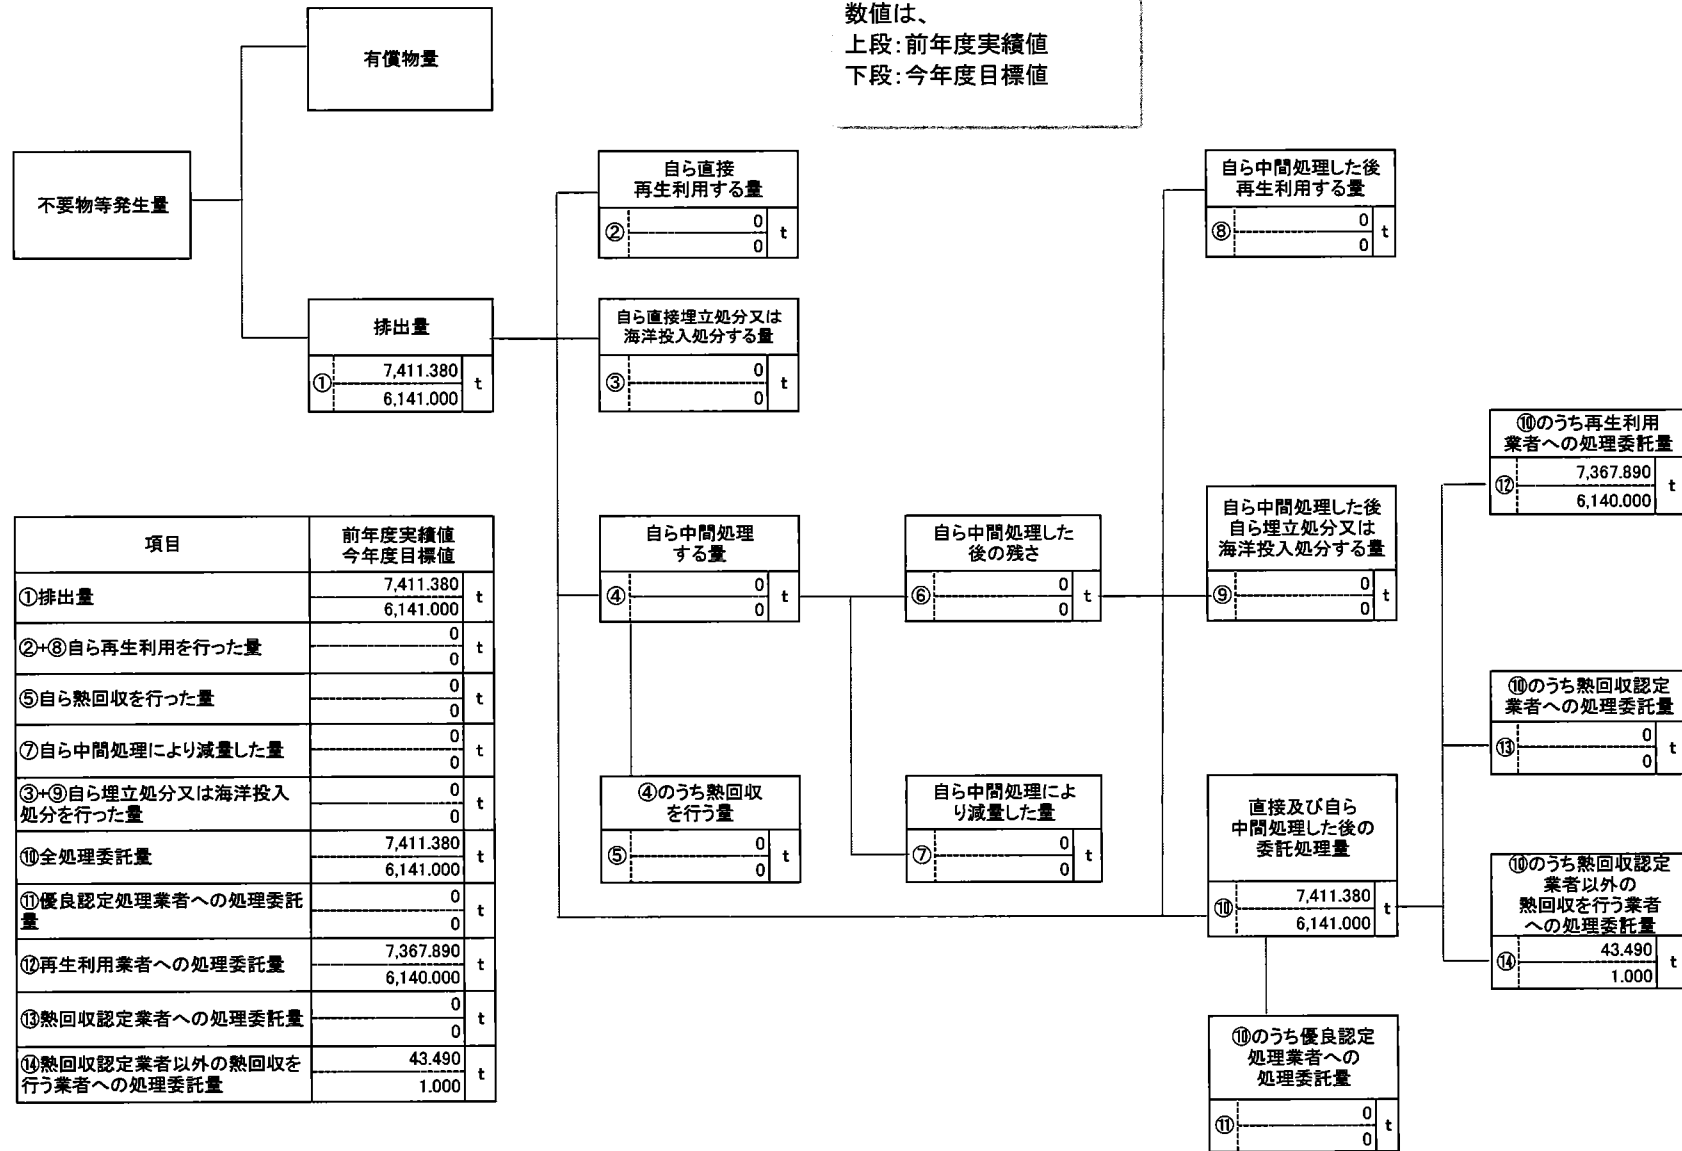 有償物量
数値は、
上段：前年度実績値
下段：今年度目標値
不要物等発生量
排出量
①
7,411.380
6,141.000
t
自ら直接
再生利用する量
②
0
0
t
自ら直接埋立処分又は
海洋投入処分する量
③
0
0
t
自ら中間処理
する量
④
0
0
t
④のうち熱回収
を行う量
⑤
0
0
t
自ら中間処理した
後の残さ
⑥
0
0
t
自ら中間処理によ
り減量した量
⑦
0
0
t
自ら中間処理した後
再生利用する量
⑧
0
0
t
自ら中間処理した後
自ら埋立処分又は
海洋投入処分する量
⑨
0
0
t
直接及び自ら
中間処理した後の
委託処理量
⑩
7,411.380
6,141.000
t
⑩のうち優良認定
処理業者への
処理委託量
⑪
0
0
t
⑩のうち再生利用
業者への処理委託量
⑫
7,367.890
6,140.000
t
⑩のうち熱回収認定
業者への処理委託量
⑬
0
0
t
⑩のうち熱回収認定
業者以外の
熱回収を行う業者
への処理委託量
⑭
43.490
1.000
t
項目
前年度実績値
今年度目標値
①排出量
7,411.380
6,141.000
t
②+⑧自ら再生利用を行った量
0
0
t
⑤自ら熱回収を行った量
0
0
t
⑦自ら中間処理により減量した量
0
0
t
③+⑨自ら埋立処分又は海洋投入
処分を行った量
0
0
t
⑩全処理委託量
7,411.380
6,141.000
t
⑪優良認定処理業者への処理委託
量
0
0
t
⑫再生利用業者への処理委託量
7,367.890
6,140.000
t
⑬熱回収認定業者への処理委託量
0
0
t
⑭熱回収認定業者以外の熱回収を
行う業者への処理委託量
43.490
1.000
t